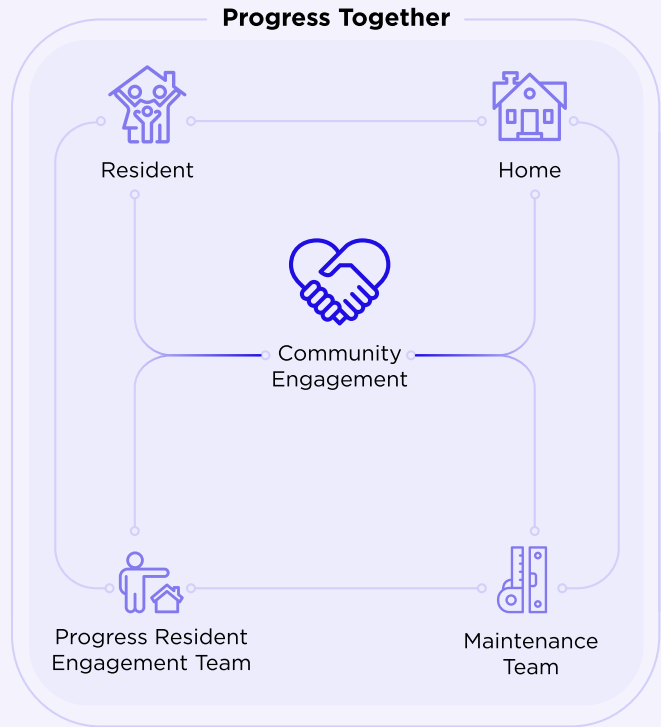 Progress Together
Resident
Home
Community
Engagement
Progress Resident
Engagement Team
Maintenance
Team